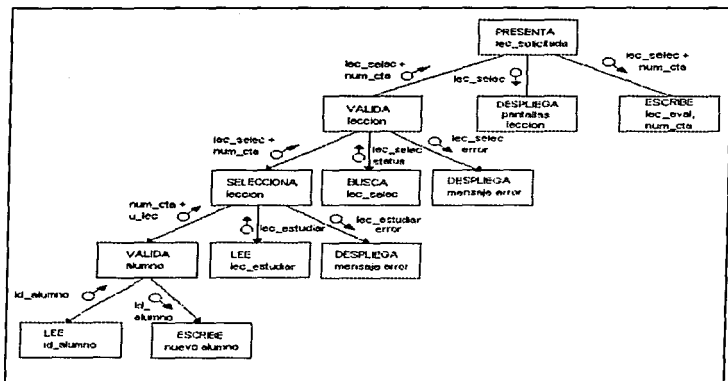 PRESENTA
lec_solicitada
lec_selec +
num_cta
lec_selec
lec_selec +
num_cta
VALIDA
leccion
DESPLIEGA
pantallas
leccion
ESCRIBE
lec_eval,
num_cta
lec_selec +
num_cta
lec_selec
status
lec_selec
error
SELECCIONA
leccion
BUSCA
lec_selec
DESPLIEGA
mensaje error
num_cta +
u_lec
lec_estudiar
lec_estudiar
error
VALIDA
alumno
LEE
lec_estudiar
DESPLIEGA
mensaje error
id_alumno
id_
alumno
LEE
id_alumno
ESCRIBE
nuevo alumno